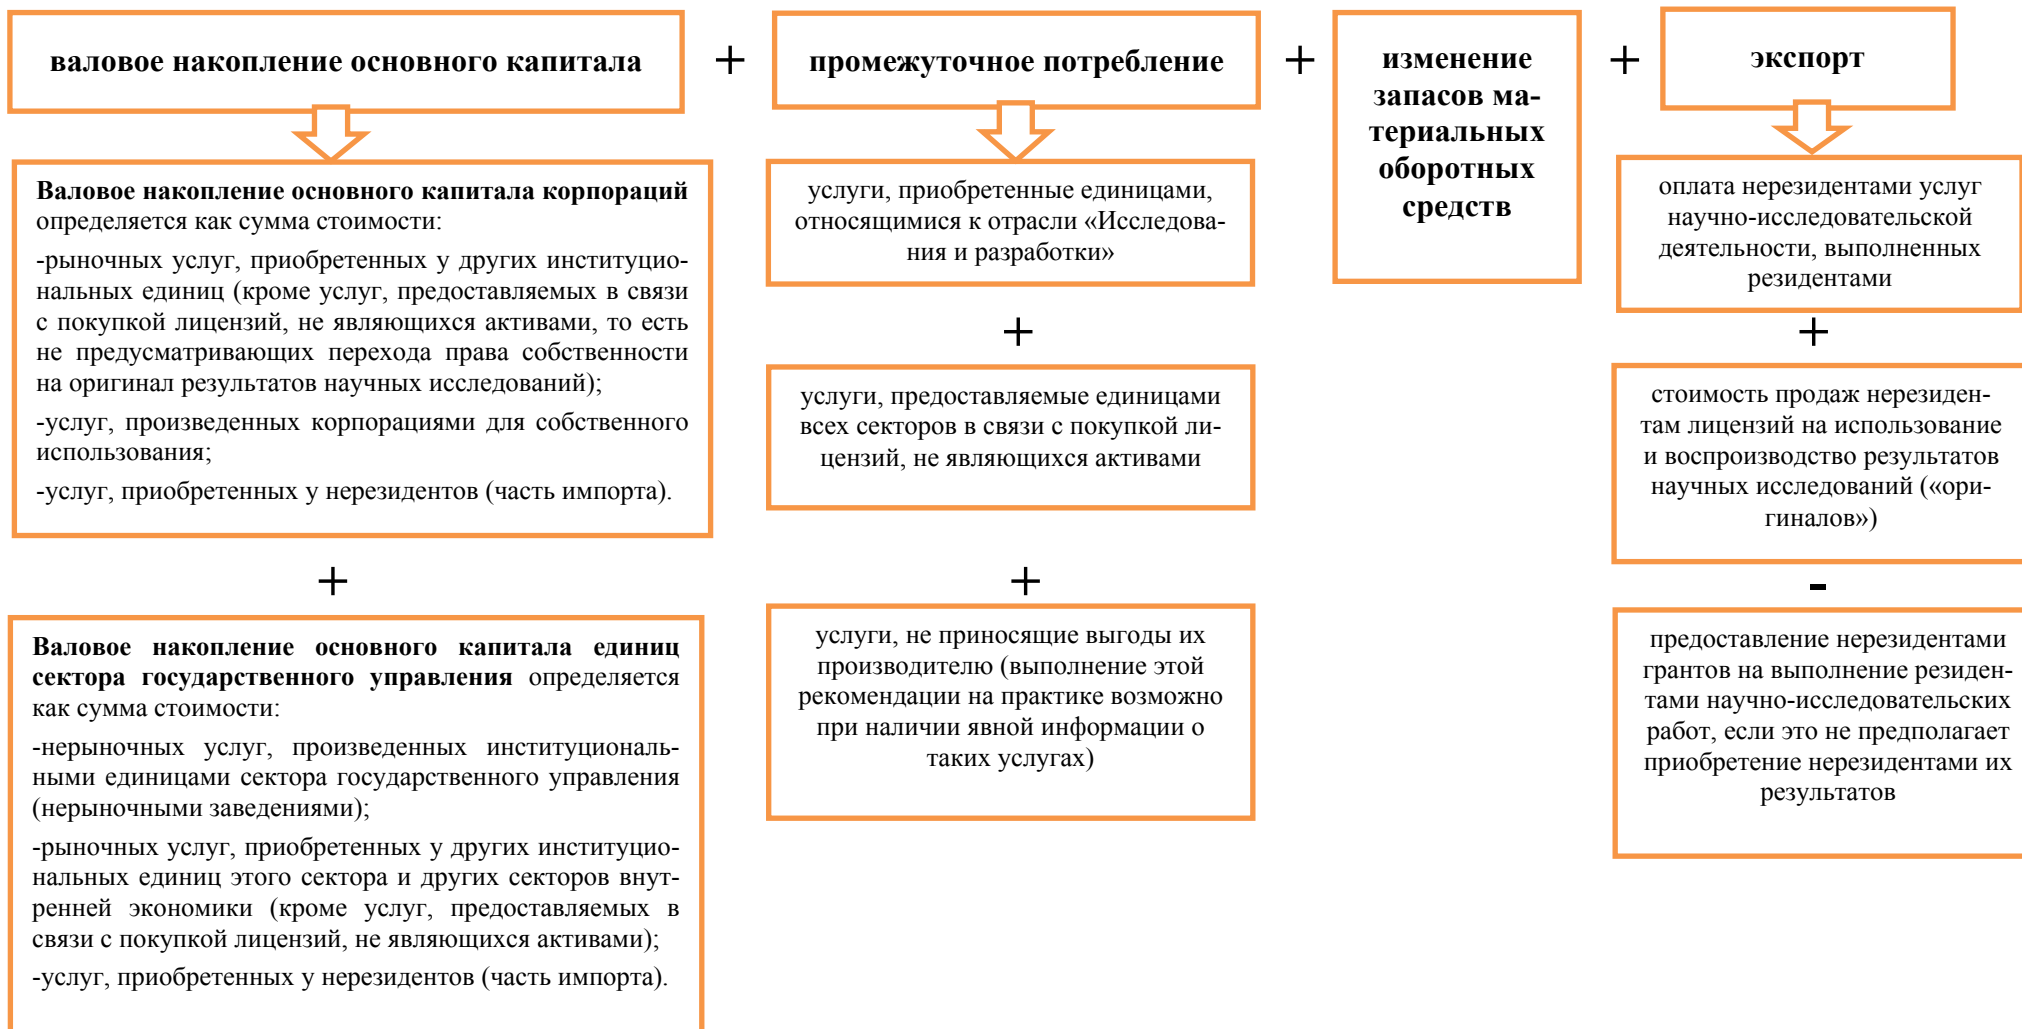 валовое накопление основного капитала
+
промежуточное потребление
+
изменение
запасов ма-
териальных
оборотных
средств
+
экспорт
Валовое накопление основного капитала корпораций
определяется как сумма стоимости:
-рыночных услуг, приобретенных у других институцио-
нальных единиц (кроме услуг, предоставляемых в связи
с покупкой лицензий, не являющихся активами, то есть
не предусматривающих перехода права собственности
на оригинал результатов научных исследований);
-услуг, произведенных корпорациями для собственного
использования;
-услуг, приобретенных у нерезидентов (часть импорта).
+
Валовое накопление основного капитала единиц
сектора государственного управления определяется
как сумма стоимости:
-нерыночных услуг, произведенных институциональ-
ными единицами сектора государственного управления
(нерыночными заведениями);
-рыночных услуг, приобретенных у других институцио-
нальных единиц этого сектора и других секторов внут-
ренней экономики (кроме услуг, предоставляемых в
связи с покупкой лицензий, не являющихся активами);
-услуг, приобретенных у нерезидентов (часть импорта).
услуги, приобретенные единицами,
относящимися к отрасли «Исследова-
ния и разработки»
+
услуги, предоставляемые единицами
всех секторов в связи с покупкой ли-
цензий, не являющихся активами
+
услуги, не приносящие выгоды их
производителю (выполнение этой
рекомендации на практике возможно
при наличии явной информации о
таких услугах)
оплата нерезидентами услуг
научно-исследовательской
деятельности, выполненных
резидентами
+
стоимость продаж нерезиден-
там лицензий на использование
и воспроизводство результатов
научных исследований («ори-
гиналов»)
-
предоставление нерезидентами
грантов на выполнение резиден-
тами научно-исследовательских
работ, если это не предполагает
приобретение нерезидентами их
результатов